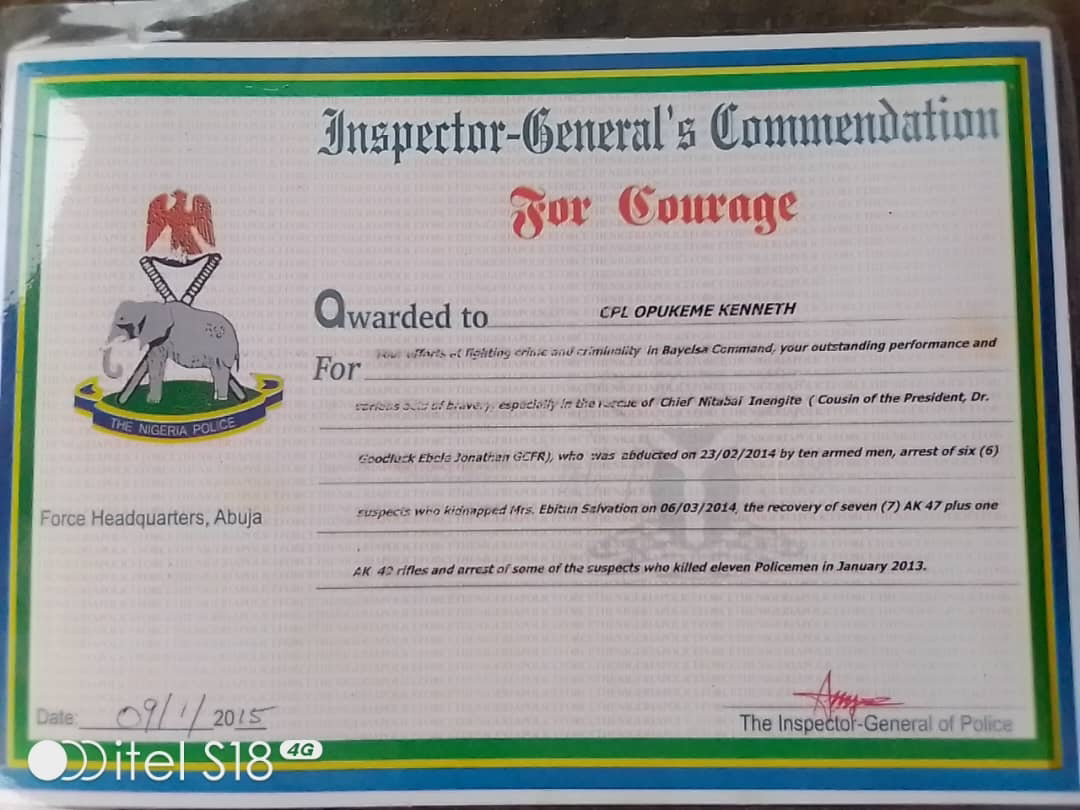 Inspector-General's Commendation
For Courage
Awarded to CPL OPUKEME KENNETH
For your efforts at fighting crime and criminality in Bayelsa Command, your outstanding performance and
various acts of bravery, especially in the rescue of Chief Nitabai Inengite ( Cousin of the President, Dr.
Goodluck Ebele Jonathan GCFR), who was abducted on 23/02/2014 by ten armed men, arrest of six (6)
suspects who kidnapped Mrs. Ebitun Salvation on 06/03/2014, the recovery of seven (7) AK 47 plus one
AK rifles and arrest of some of the suspects who killed eleven Policemen in January 2013.
THE NIGERIA POLICE
Force Headquarters, Abuja
Date: 09/1/2015
The Inspector-General of Police
itel S18 4G